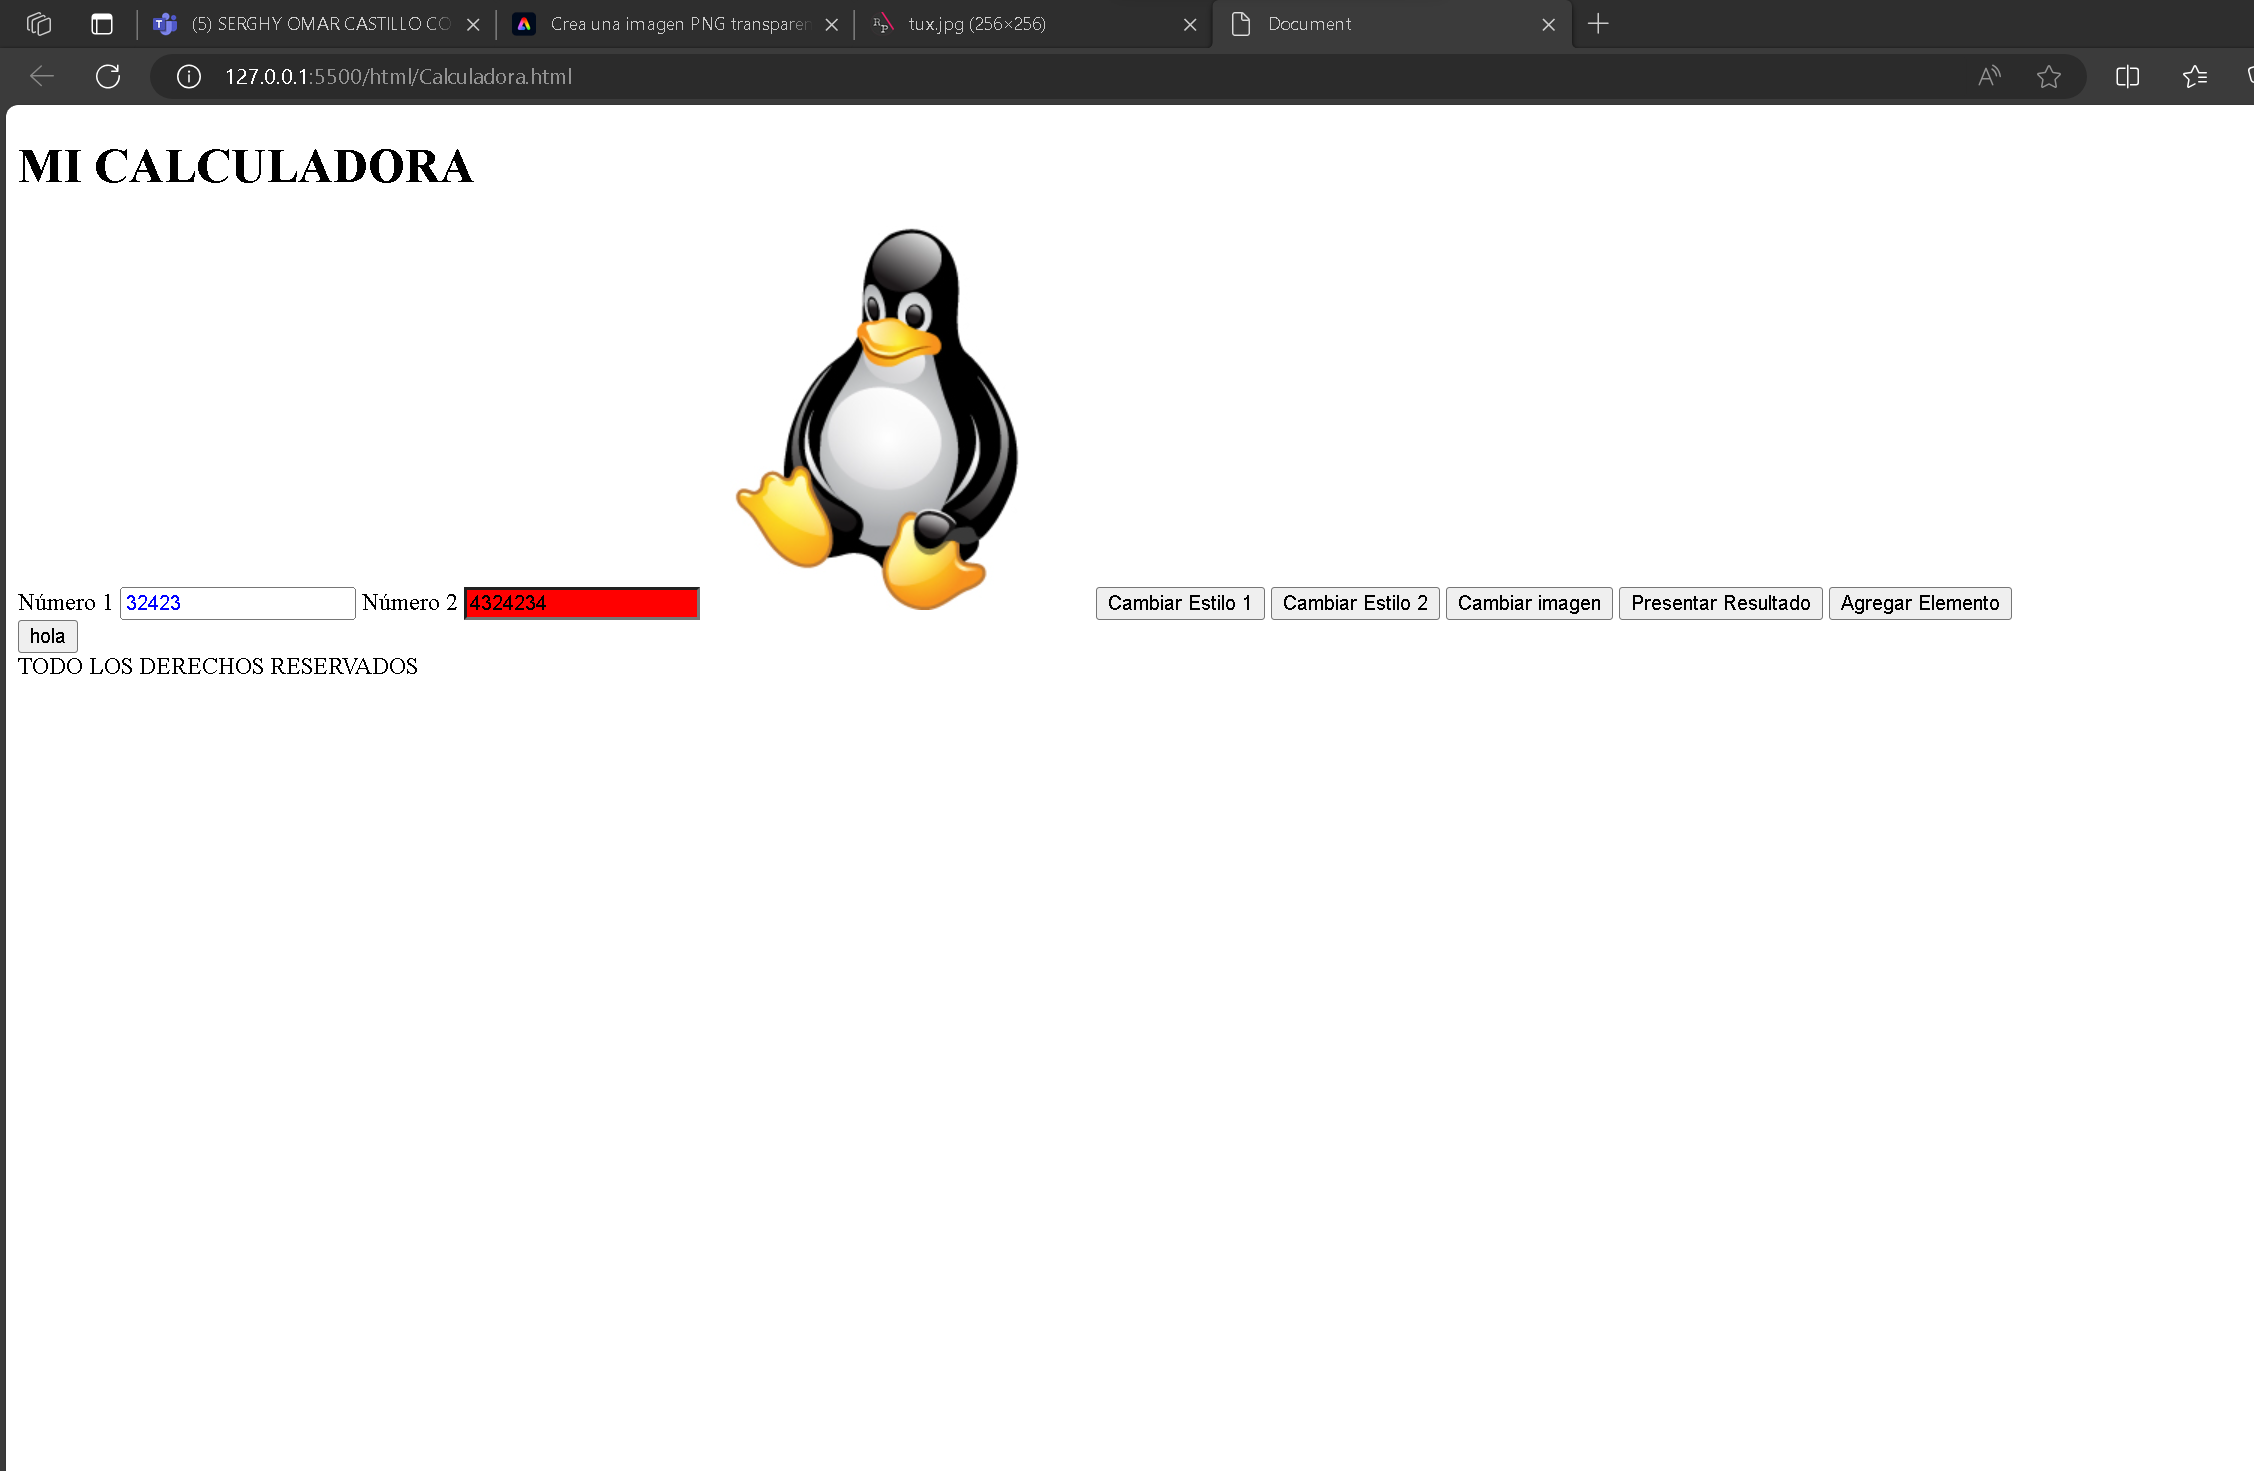 (5) SERGHY OMAR CASTILLO CO
Crea una imagen PNG transparen
tux.jpg (256×256)
Document
127.0.0.1:5500/html/Calculadora.html
MI CALCULADORA
Número 1 32423 Número 2 4324234 Cambiar Estilo 1 Cambiar Estilo 2 Cambiar imagen Presentar Resultado Agregar Elemento
hola
TODO LOS DERECHOS RESERVADOS